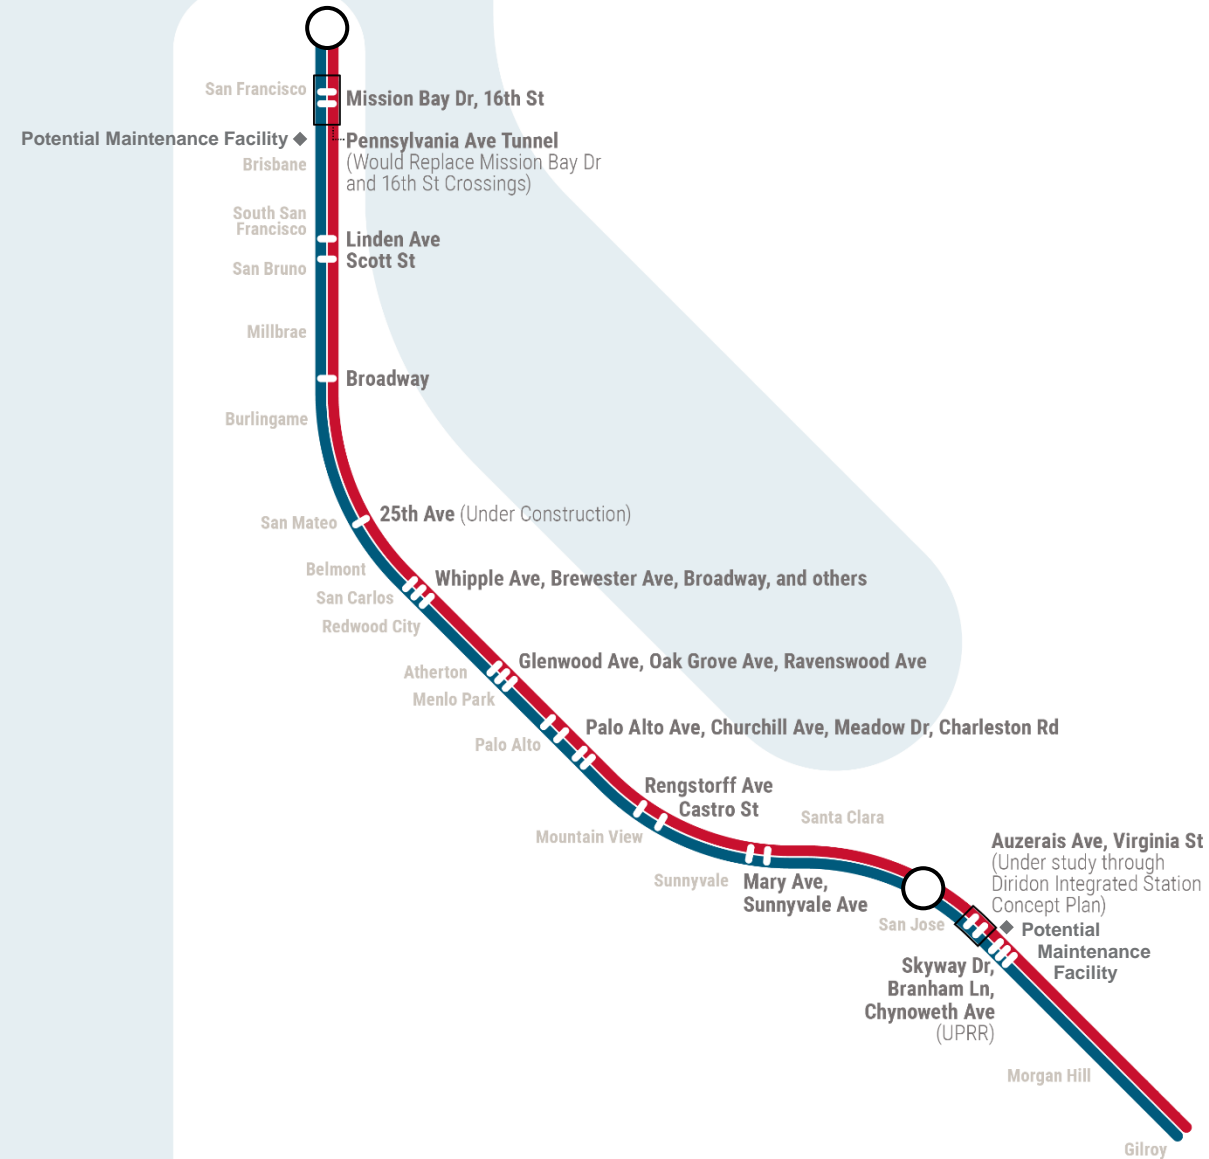 San Francisco
Mission Bay Dr, 16th St
Potential Maintenance Facility
Pennsylvania Ave Tunnel
(Would Replace Mission Bay Dr
and 16th St Crossings)
Brisbane
South San
Francisco
Linden Ave
Scott St
San Bruno
Millbrae
Broadway
Burlingame
25th Ave (Under Construction)
San Mateo
Belmont
Whipple Ave, Brewester Ave, Broadway, and others
San Carlos
Redwood City
Glenwood Ave, Oak Grove Ave, Ravenswood Ave
Atherton
Menlo Park
Palo Alto Ave, Churchill Ave, Meadow Dr, Charleston Rd
Palo Alto
Rengstorff Ave
Castro St
Mountain View
Santa Clara
Sunnyvale
Mary Ave,
Sunnyvale Ave
Auzerais Ave, Virginia St
(Under study through
Diridon Integrated Station
Concept Plan)
San Jose
Potential
Maintenance
Facility
Skyway Dr,
Branham Ln,
Chynoweth Ave
(UPRR)
Morgan Hill
Gilroy